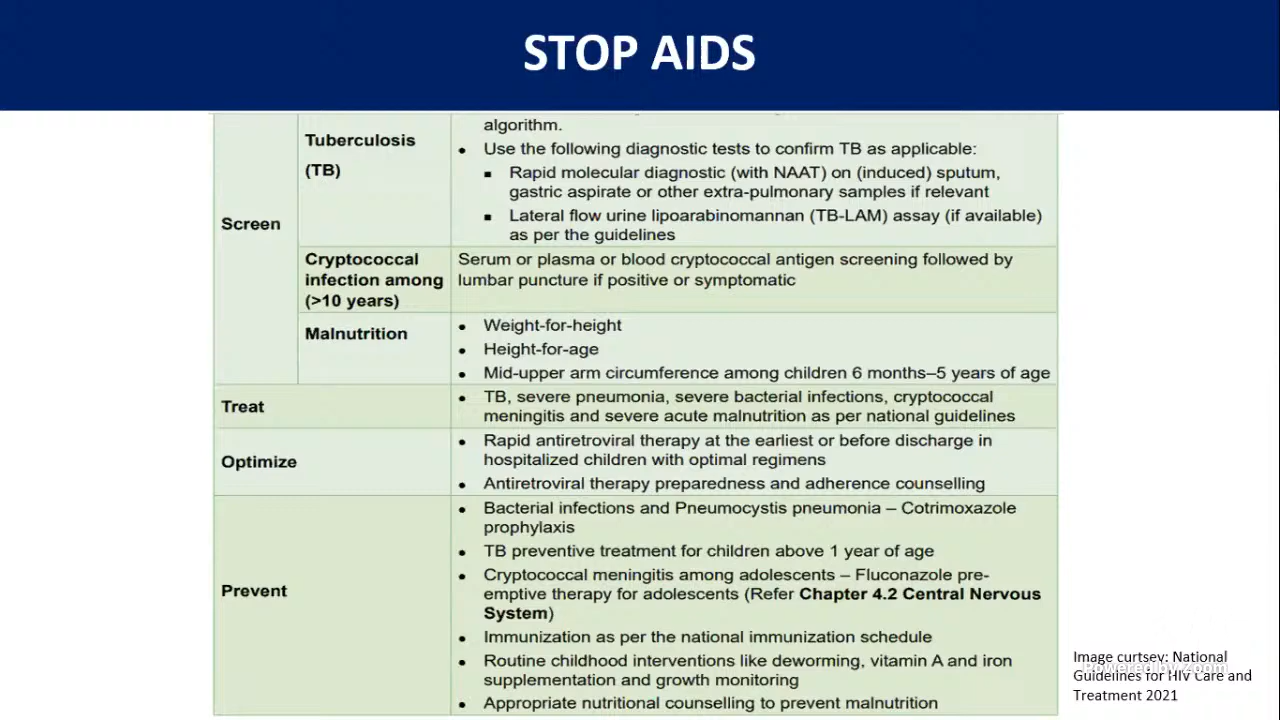 STOP AIDS
Screen
Tuberculosis
(TB)
algorithm.
• Use the following diagnostic tests to confirm TB as applicable:
▪ Rapid molecular diagnostic (with NAAT) on (induced) sputum,
gastric aspirate or other extra-pulmonary samples if relevant
▪ Lateral flow urine lipoarabinomannan (TB-LAM) assay (if available)
as per the guidelines
Cryptococcal
infection among
(>10 years)
Serum or plasma or blood cryptococcal antigen screening followed by
lumbar puncture if positive or symptomatic
Malnutrition
• Weight-for-height
• Height-for-age
• Mid-upper arm circumference among children 6 months–5 years of age
Treat
• TB, severe pneumonia, severe bacterial infections, cryptococcal
meningitis and severe acute malnutrition as per national guidelines
Optimize
• Rapid antiretroviral therapy at the earliest or before discharge in
hospitalized children with optimal regimens
• Antiretroviral therapy preparedness and adherence counselling
Prevent
• Bacterial infections and Pneumocystis pneumonia – Cotrimoxazole
prophylaxis
• TB preventive treatment for children above 1 year of age
• Cryptococcal meningitis among adolescents – Fluconazole pre-
emptive therapy for adolescents (Refer Chapter 4.2 Central Nervous
System)
• Immunization as per the national immunization schedule
• Routine childhood interventions like deworming, vitamin A and iron
supplementation and growth monitoring
• Appropriate nutritional counselling to prevent malnutrition
Image curtsey: National
Guidelines for HIV Care and
Treatment 2021
Powered by zoom